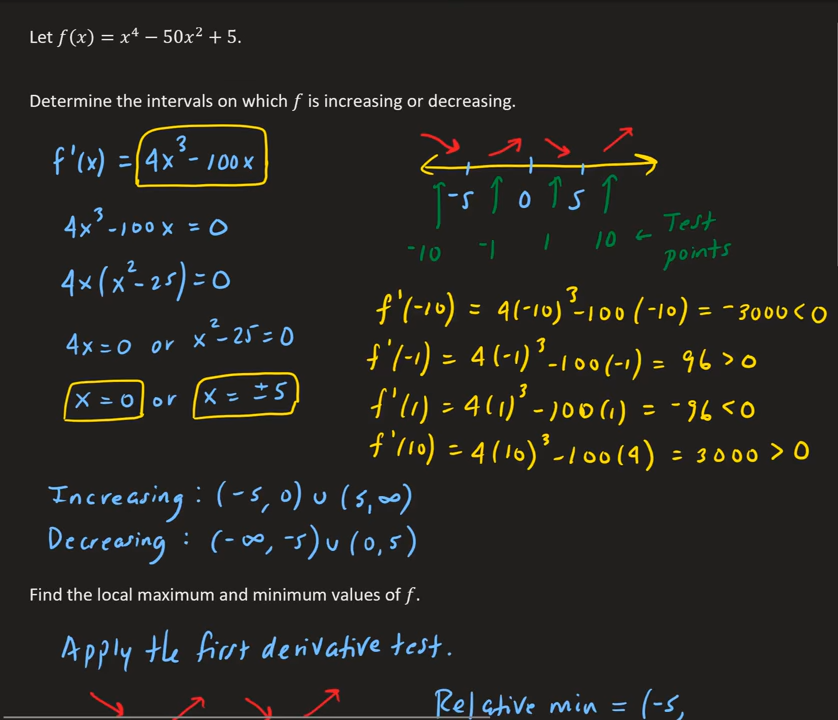 Let f(x) = x⁴ − 50x² + 5.
Determine the intervals on which f is increasing or decreasing.
f'(x) = 4x³ - 100x
4x³ - 100x = 0
4x(x² - 25) = 0
4x = 0 or x² - 25 = 0
x = 0 or x = ±5
-5 0 5
-10 -1 1 10 ← Test points
f'(-10) = 4(-10)³ - 100(-10) = -3000 < 0
f'(-1) = 4(-1)³ - 100(-1) = 96 > 0
f'(1) = 4(1)³ - 100(1) = -96 < 0
f'(10) = 4(10)³ - 100(4) = 3000 > 0
Increasing : (-5, 0) ∪ (5, ∞)
Decreasing : (-∞, -5) ∪ (0, 5)
Find the local maximum and minimum values of f.
Apply the first derivative test.
Relative min = (-5,